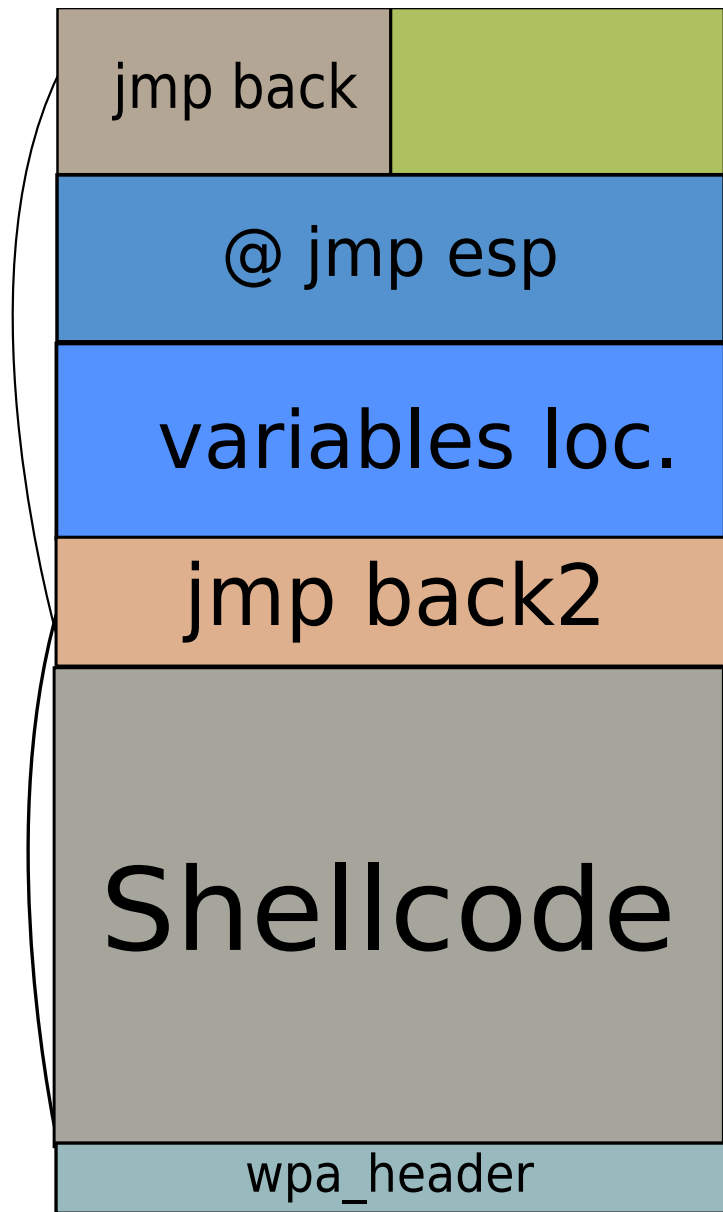 jmp back
@ jmp esp
variables loc.
jmp back2
Shellcode
wpa_header